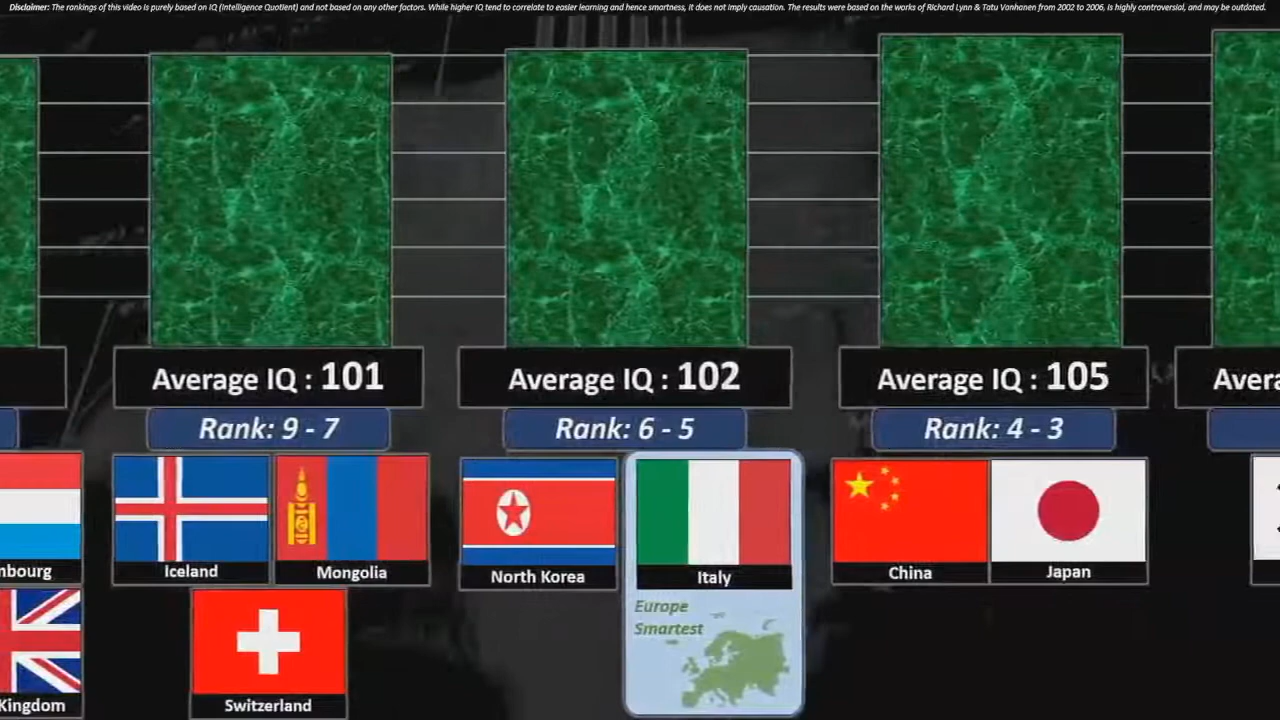 Disclaimer: The rankings of this video is purely based on IQ (Intelligence Quotient) and not based on any other factors. While higher IQ tend to correlate to easier learning and hence smartness, it does not imply causation. The results were based on the works of Richard Lynn & Tatu Vanhanen from 2002 to 2006, is highly controversial, and may be outdated.
Average IQ : 101
Average IQ : 102
Average IQ : 105
Avera
Rank: 9 - 7
Rank: 6 - 5
Rank: 4 - 3
nbourg
Iceland
Mongolia
North Korea
Italy
China
Japan
Europe
Smartest
Kingdom
Switzerland